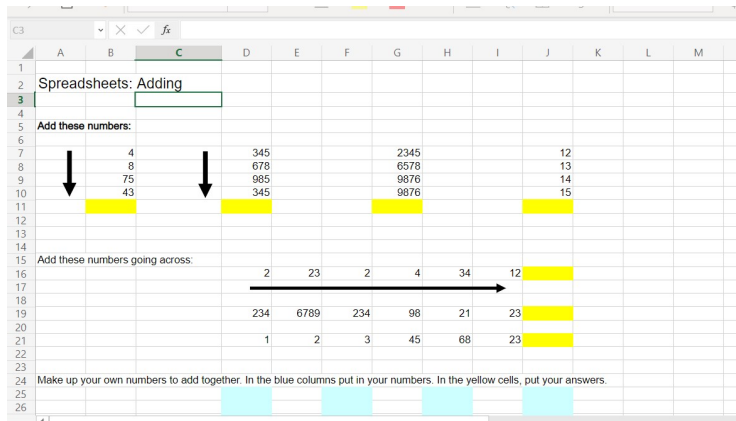 C3 fx
A B C D E F G H I J K L M
1
2 Spreadsheets: Adding
3
4
5 Add these numbers:
6
7 4 345 2345 12
8 8 678 6578 13
9 75 985 9876 14
10 43 345 9876 15
11
12
13
14
15 Add these numbers going across:
16 2 23 2 4 34 12
17
18
19 234 6789 234 98 21 23
20
21 1 2 3 45 68 23
22
23
24 Make up your own numbers to add together. In the blue columns put in your numbers. In the yellow cells, put your answers.
25
26